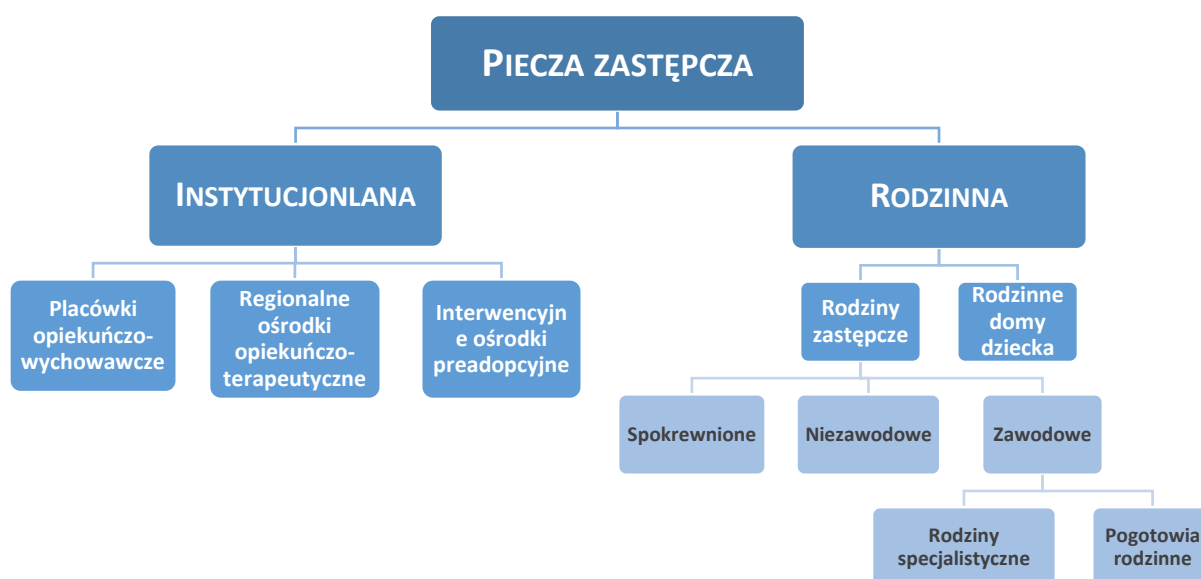 PIECZA ZASTĘPCZA
INSTYTUCJONLANA
RODZINNA
Placówki
opiekuńczo-
wychowawcze
Regionalne
ośrodki
opiekuńczo-
terapeutyczne
Interwencyjn
e ośrodki
preadopcyjne
Rodziny
zastępcze
Rodzinne
domy
dziecka
Spokrewnione
Niezawodowe
Zawodowe
Rodziny
specjalistyczne
Pogotowia
rodzinne